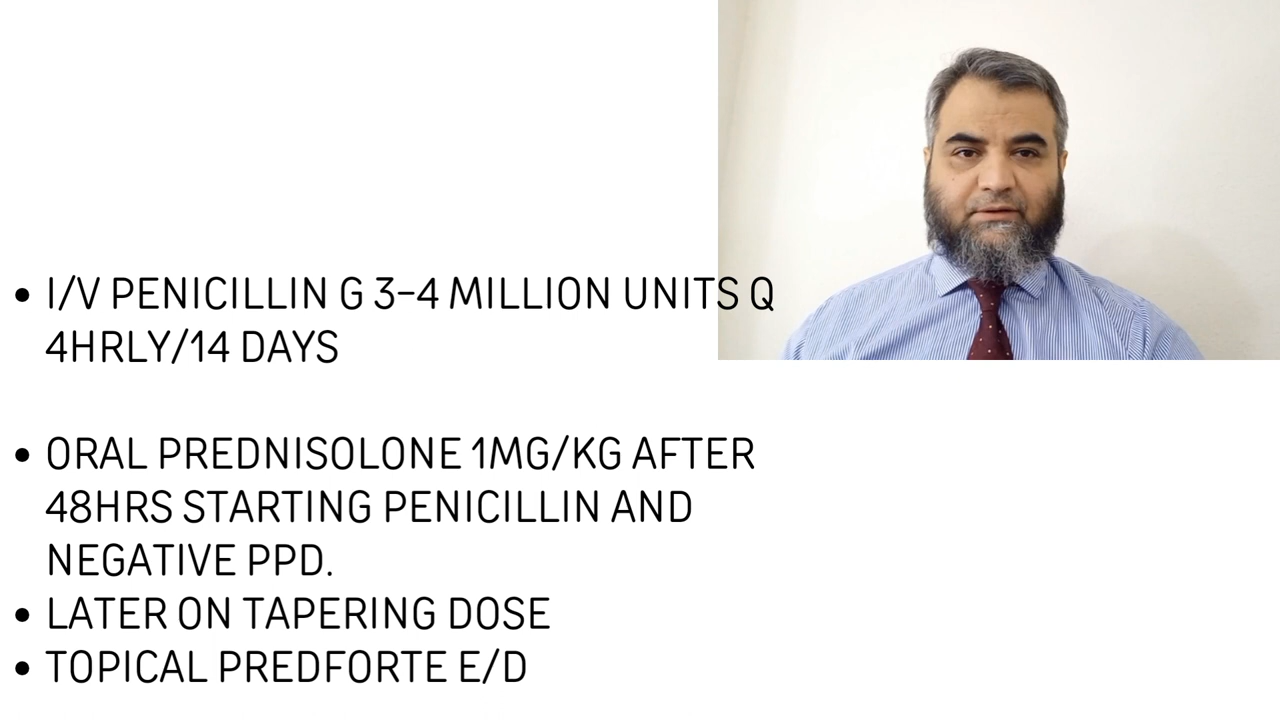 • I/V PENICILLIN G 3-4 MILLION UNITS Q
4HRLY/14 DAYS
• ORAL PREDNISOLONE 1MG/KG AFTER
48HRS STARTING PENICILLIN AND
NEGATIVE PPD.
• LATER ON TAPERING DOSE
• TOPICAL PREDFORTE E/D